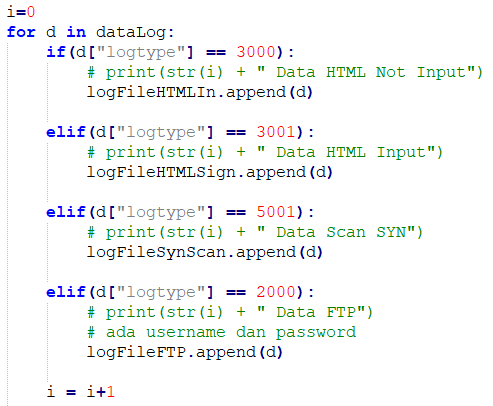 i=0
for d in dataLog:
    if(d["logtype"] == 3000):
        # print(str(i) + " Data HTML Not Input")
        logFileHTMLIn.append(d)

    elif(d["logtype"] == 3001):
        # print(str(i) + " Data HTML Input")
        logFileHTMLSign.append(d)

    elif(d["logtype"] == 5001):
        # print(str(i) + " Data Scan SYN")
        logFileSynScan.append(d)

    elif(d["logtype"] == 2000):
        # print(str(i) + " Data FTP")
        # ada username dan password
        logFileFTP.append(d)

    i = i+1